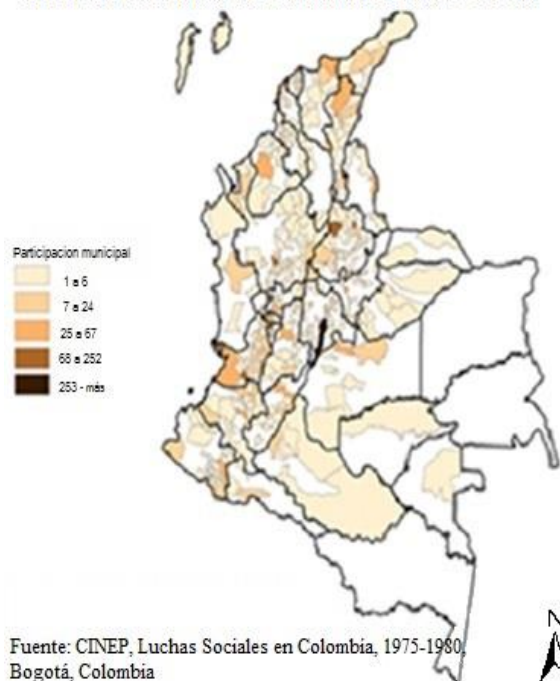 Participacion municipal
1 a 6
7 a 24
25 a 67
68 a 252
253 - más
Fuente: CINEP, Luchas Sociales en Colombia, 1975-1980,
Bogotá, Colombia
N